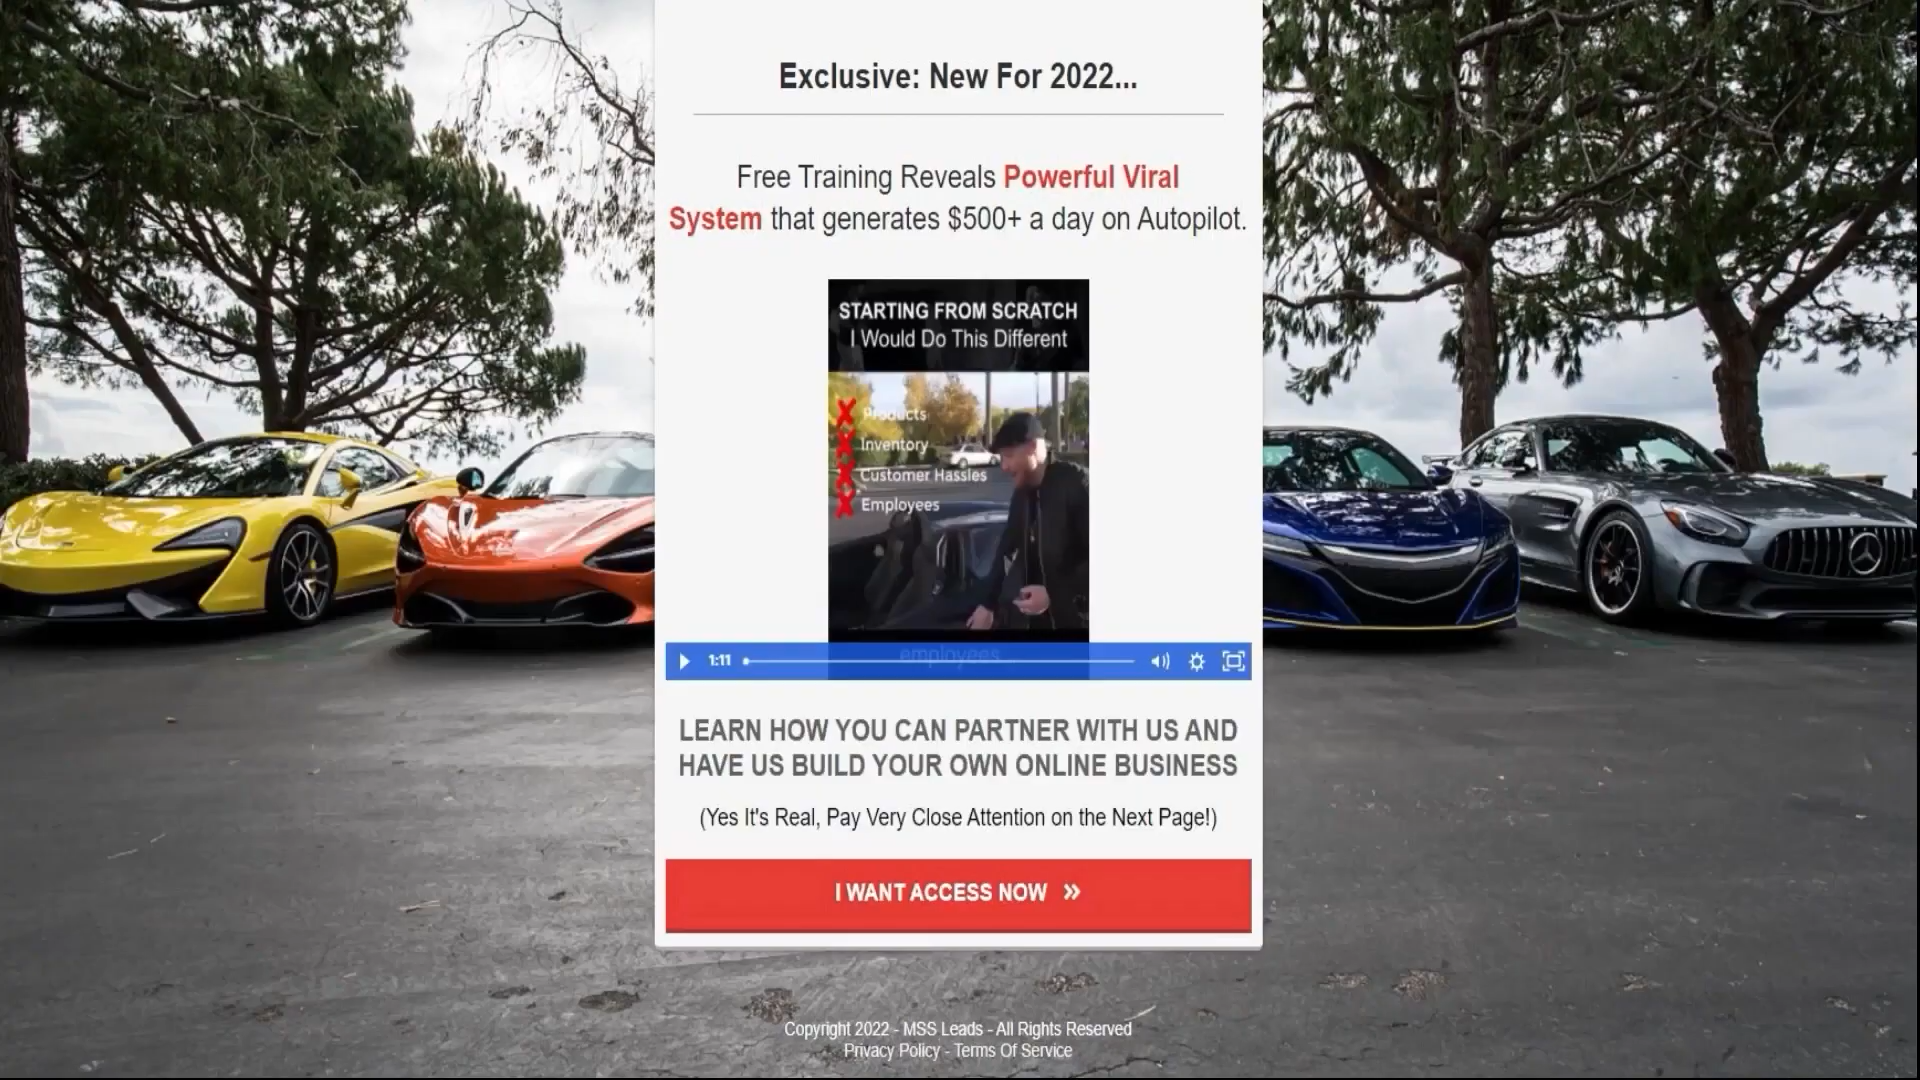 Exclusive: New For 2022...
Free Training Reveals Powerful Viral
System that generates $500+ a day on Autopilot.
STARTING FROM SCRATCH
I Would Do This Different
X Products
X Inventory
X Customer Hassles
X Employees
employees
1:11
LEARN HOW YOU CAN PARTNER WITH US AND
HAVE US BUILD YOUR OWN ONLINE BUSINESS
(Yes It's Real, Pay Very Close Attention on the Next Page!)
I WANT ACCESS NOW »
Copyright 2022 - MSS Leads - All Rights Reserved
Privacy Policy - Terms Of Service